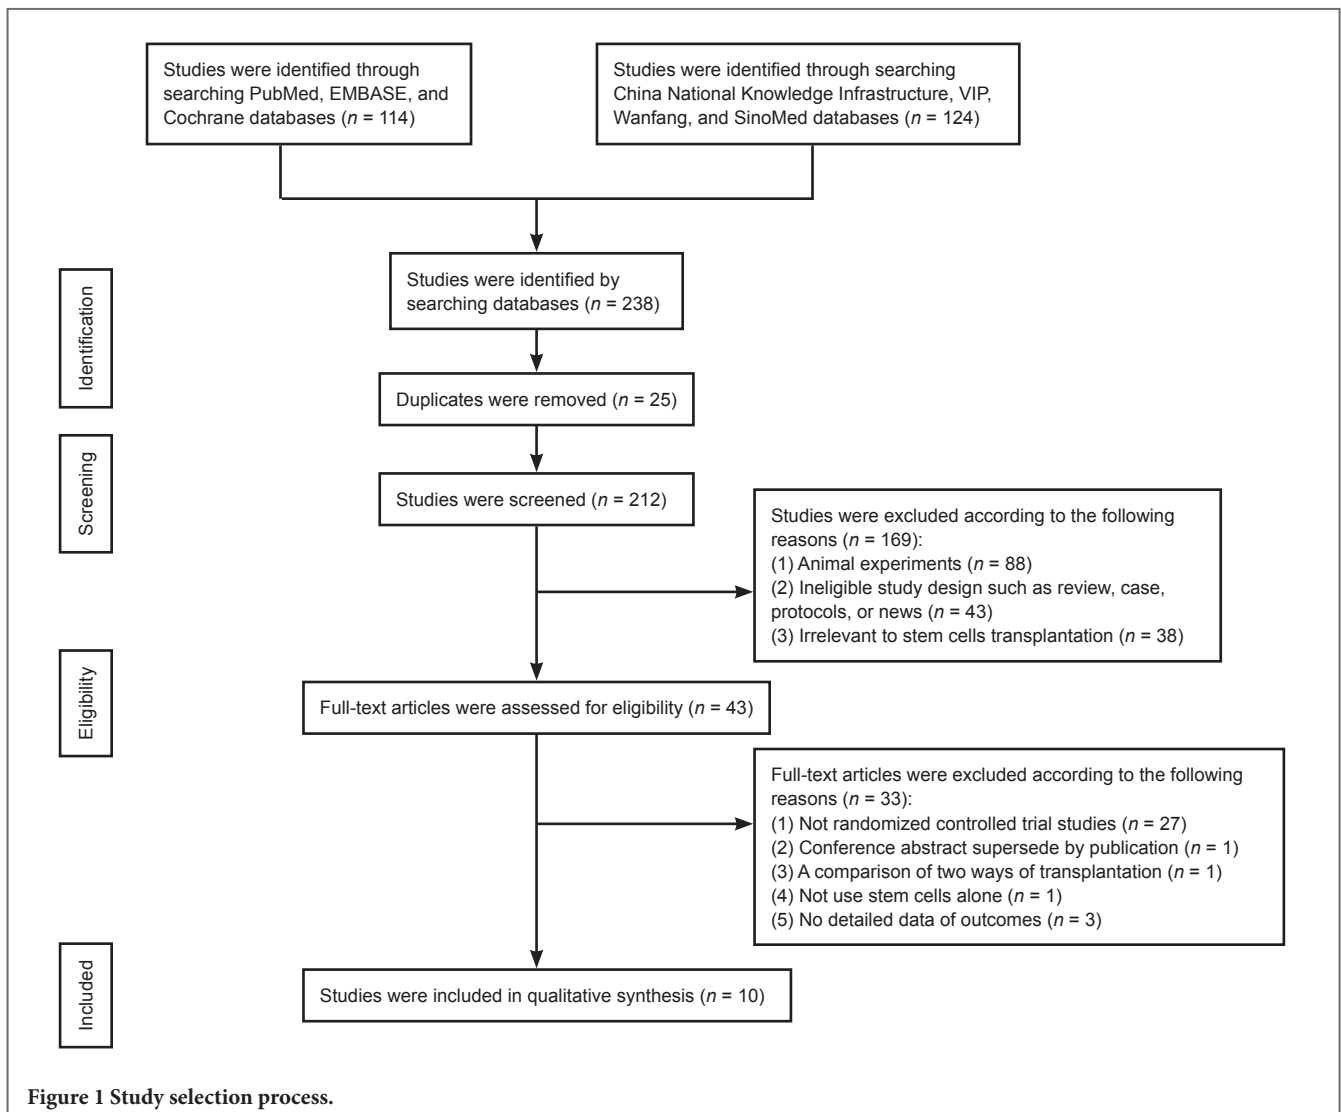 Studies were identified through
searching PubMed, EMBASE, and
Cochrane databases (n = 114)
Studies were identified through searching
China National Knowledge Infrastructure, VIP,
Wanfang, and SinoMed databases (n = 124)
Identification
Studies were identified by
searching databases (n = 238)
Duplicates were removed (n = 25)
Screening
Studies were screened (n = 212)
Studies were excluded according to the following
reasons (n = 169):
(1) Animal experiments (n = 88)
(2) Ineligible study design such as review, case,
protocols, or news (n = 43)
(3) Irrelevant to stem cells transplantation (n = 38)
Eligibility
Full-text articles were assessed for eligibility (n = 43)
Full-text articles were excluded according to the following
reasons (n = 33):
(1) Not randomized controlled trial studies (n = 27)
(2) Conference abstract supersede by publication (n = 1)
(3) A comparison of two ways of transplantation (n = 1)
(4) Not use stem cells alone (n = 1)
(5) No detailed data of outcomes (n = 3)
Included
Studies were included in qualitative synthesis (n = 10)
Figure 1 Study selection process.